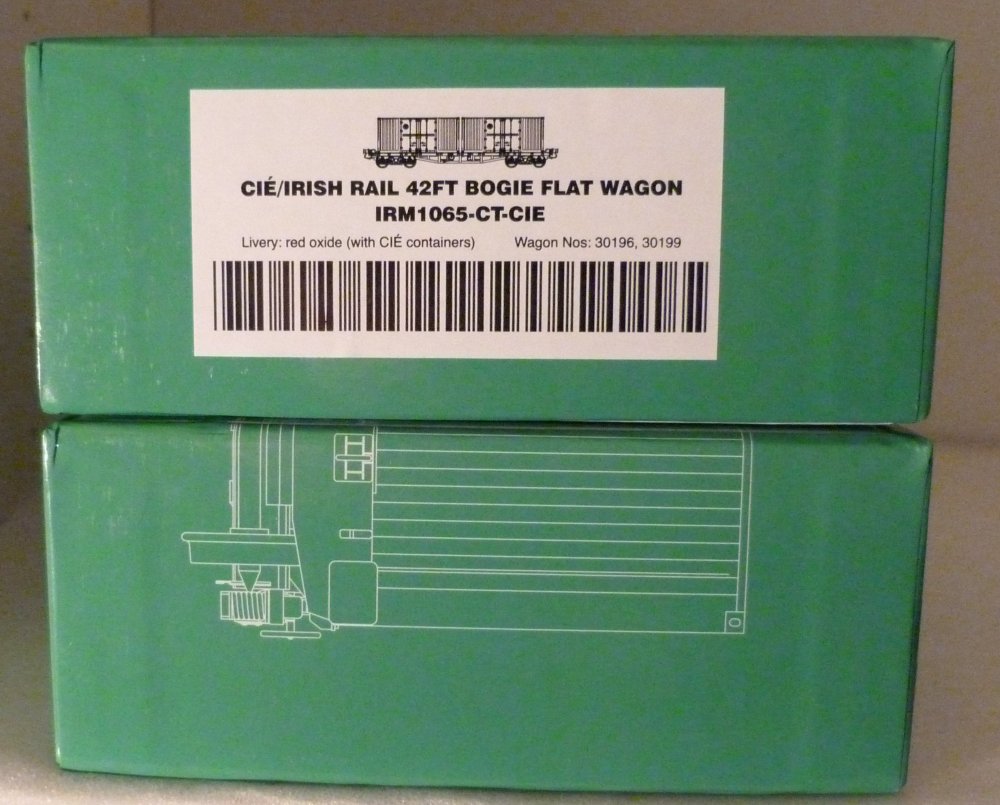 CIÉ/IRISH RAIL 42FT BOGIE FLAT WAGON
IRM1065-CT-CIE
Livery: red oxide (with CIÉ containers) Wagon Nos: 30196, 30199